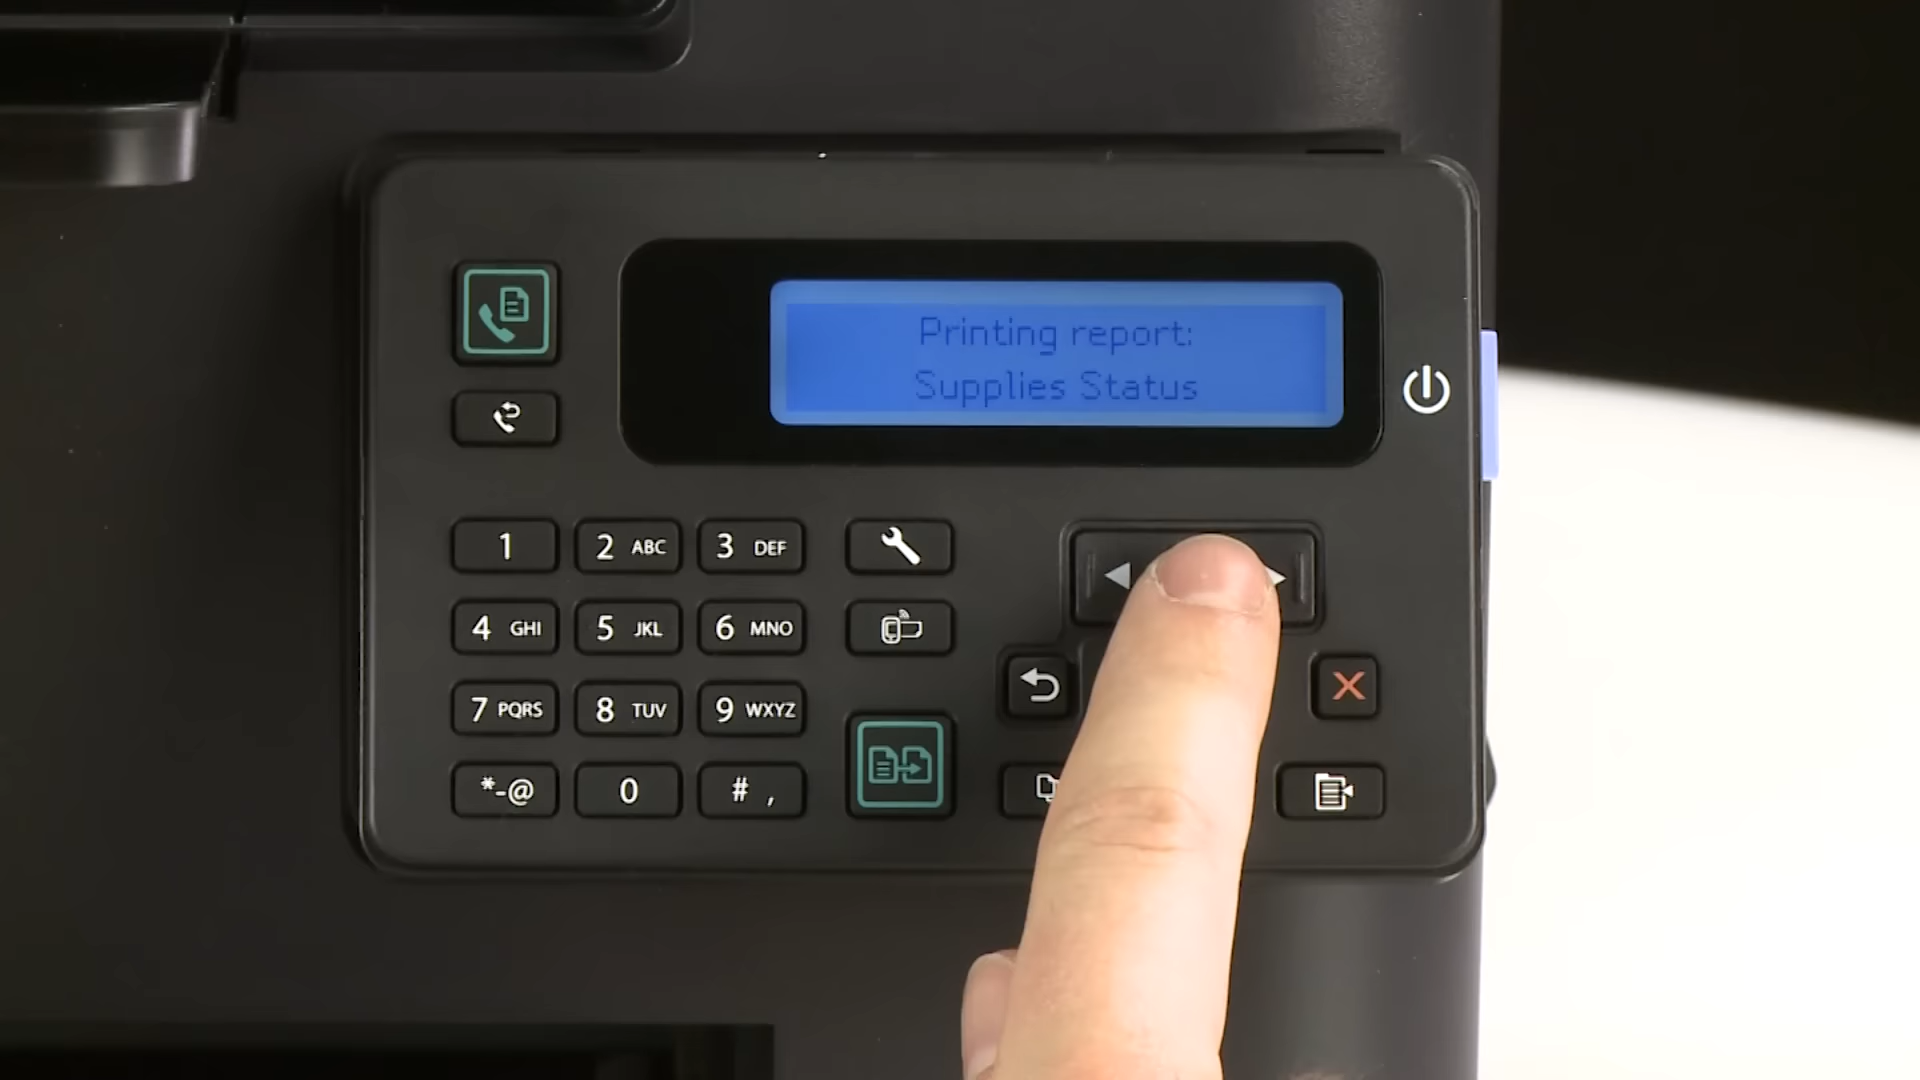 Printing report:
Supplies Status
1
2 ABC
3 DEF
4 GHI
5 JKL
6 MNO
7 PQRS
8 TUV
9 WXYZ
*-@
0
# ,